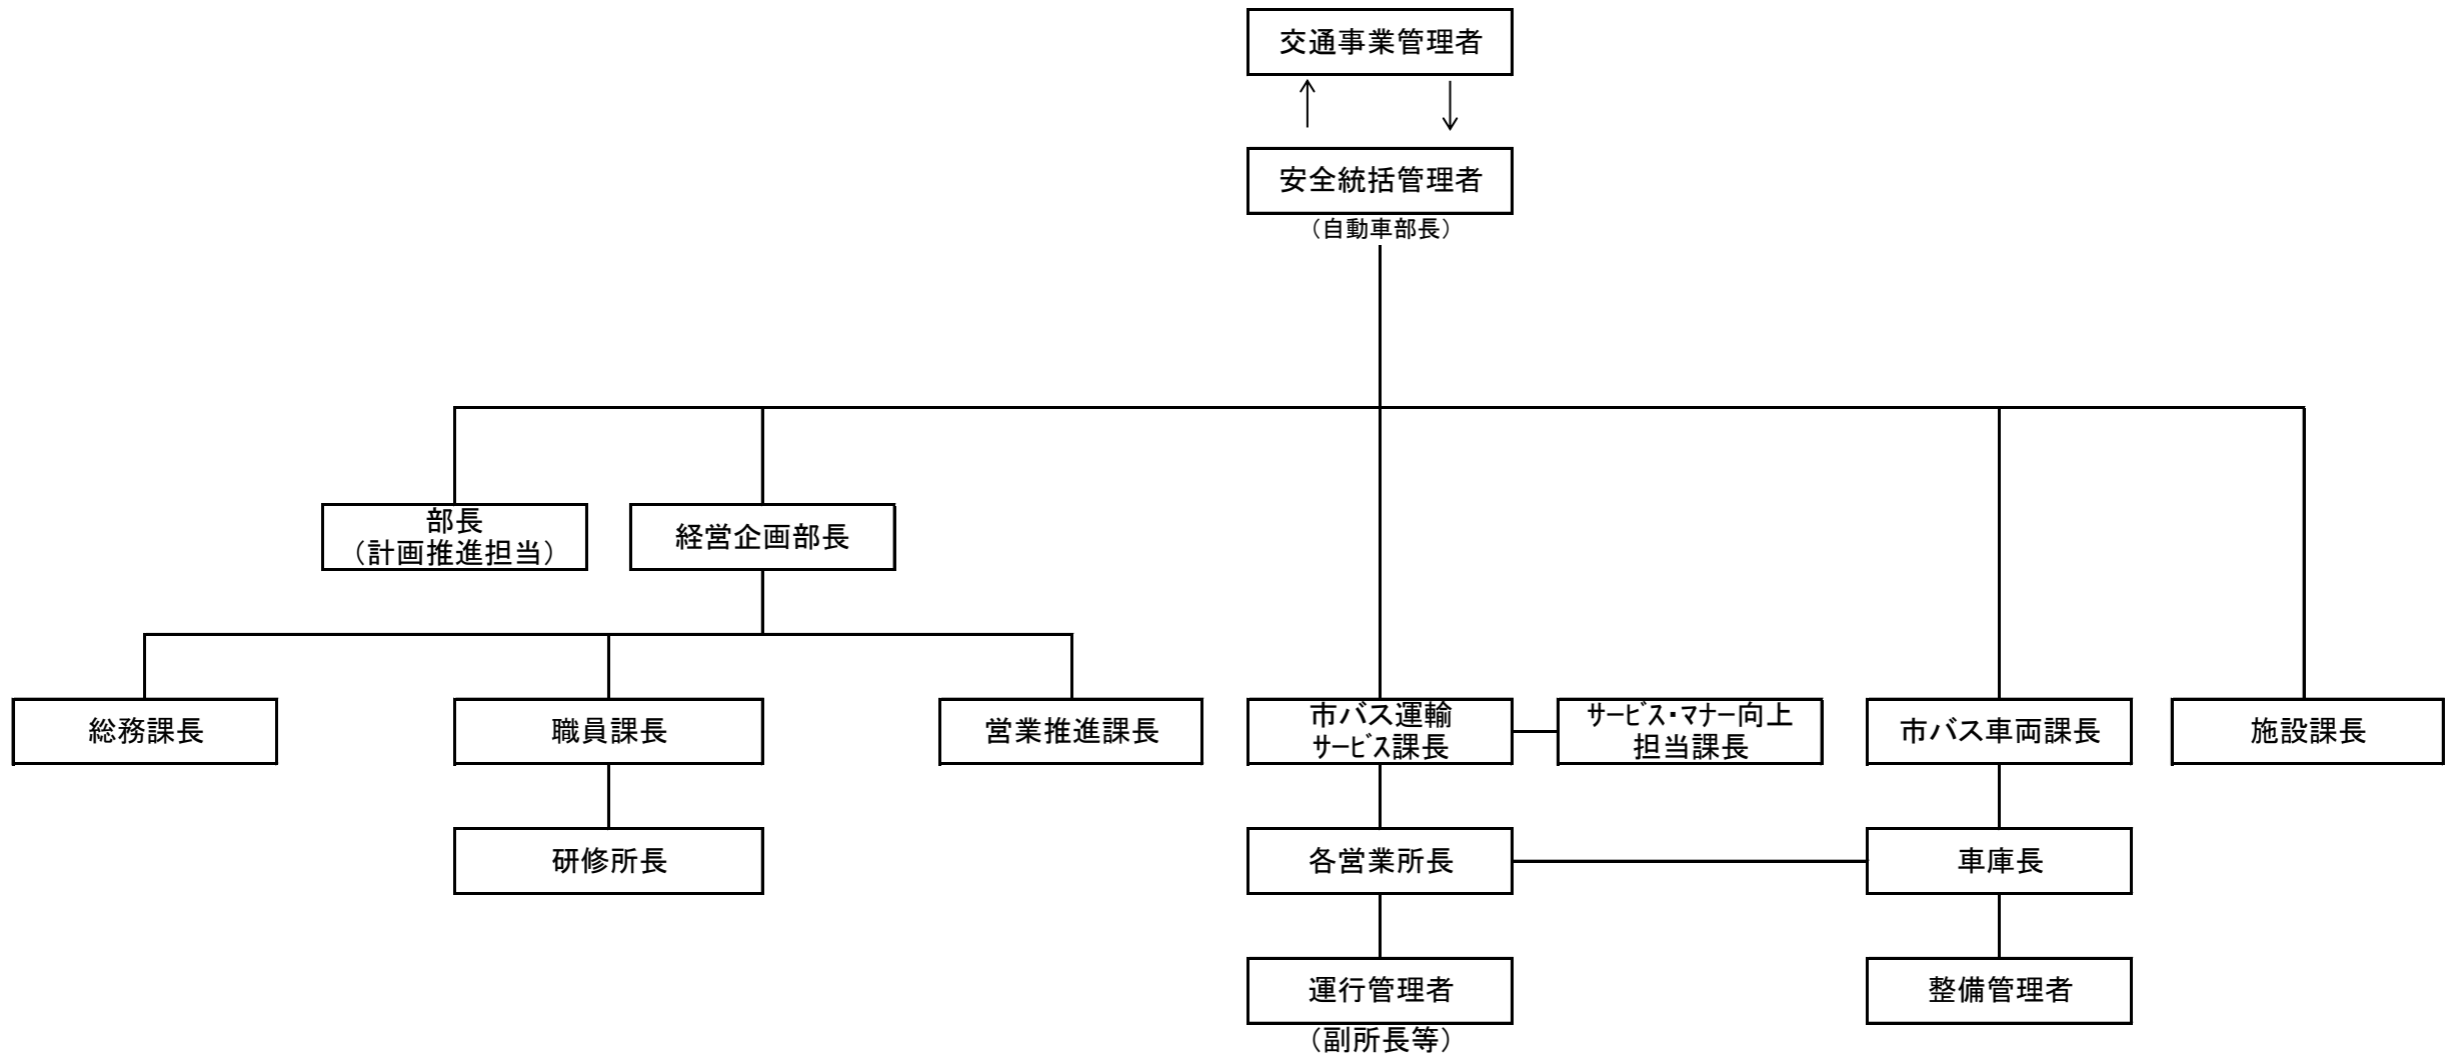 交通事業管理者
安全統括管理者
（自動車部長）
部長
（計画推進担当）
経営企画部長
総務課長
職員課長
営業推進課長
市バス運輸
ｻｰﾋﾞｽ課長
ｻｰﾋﾞｽ・ﾏﾅｰ向上
担当課長
市バス車両課長
施設課長
研修所長
各営業所長
車庫長
運行管理者
（副所長等）
整備管理者